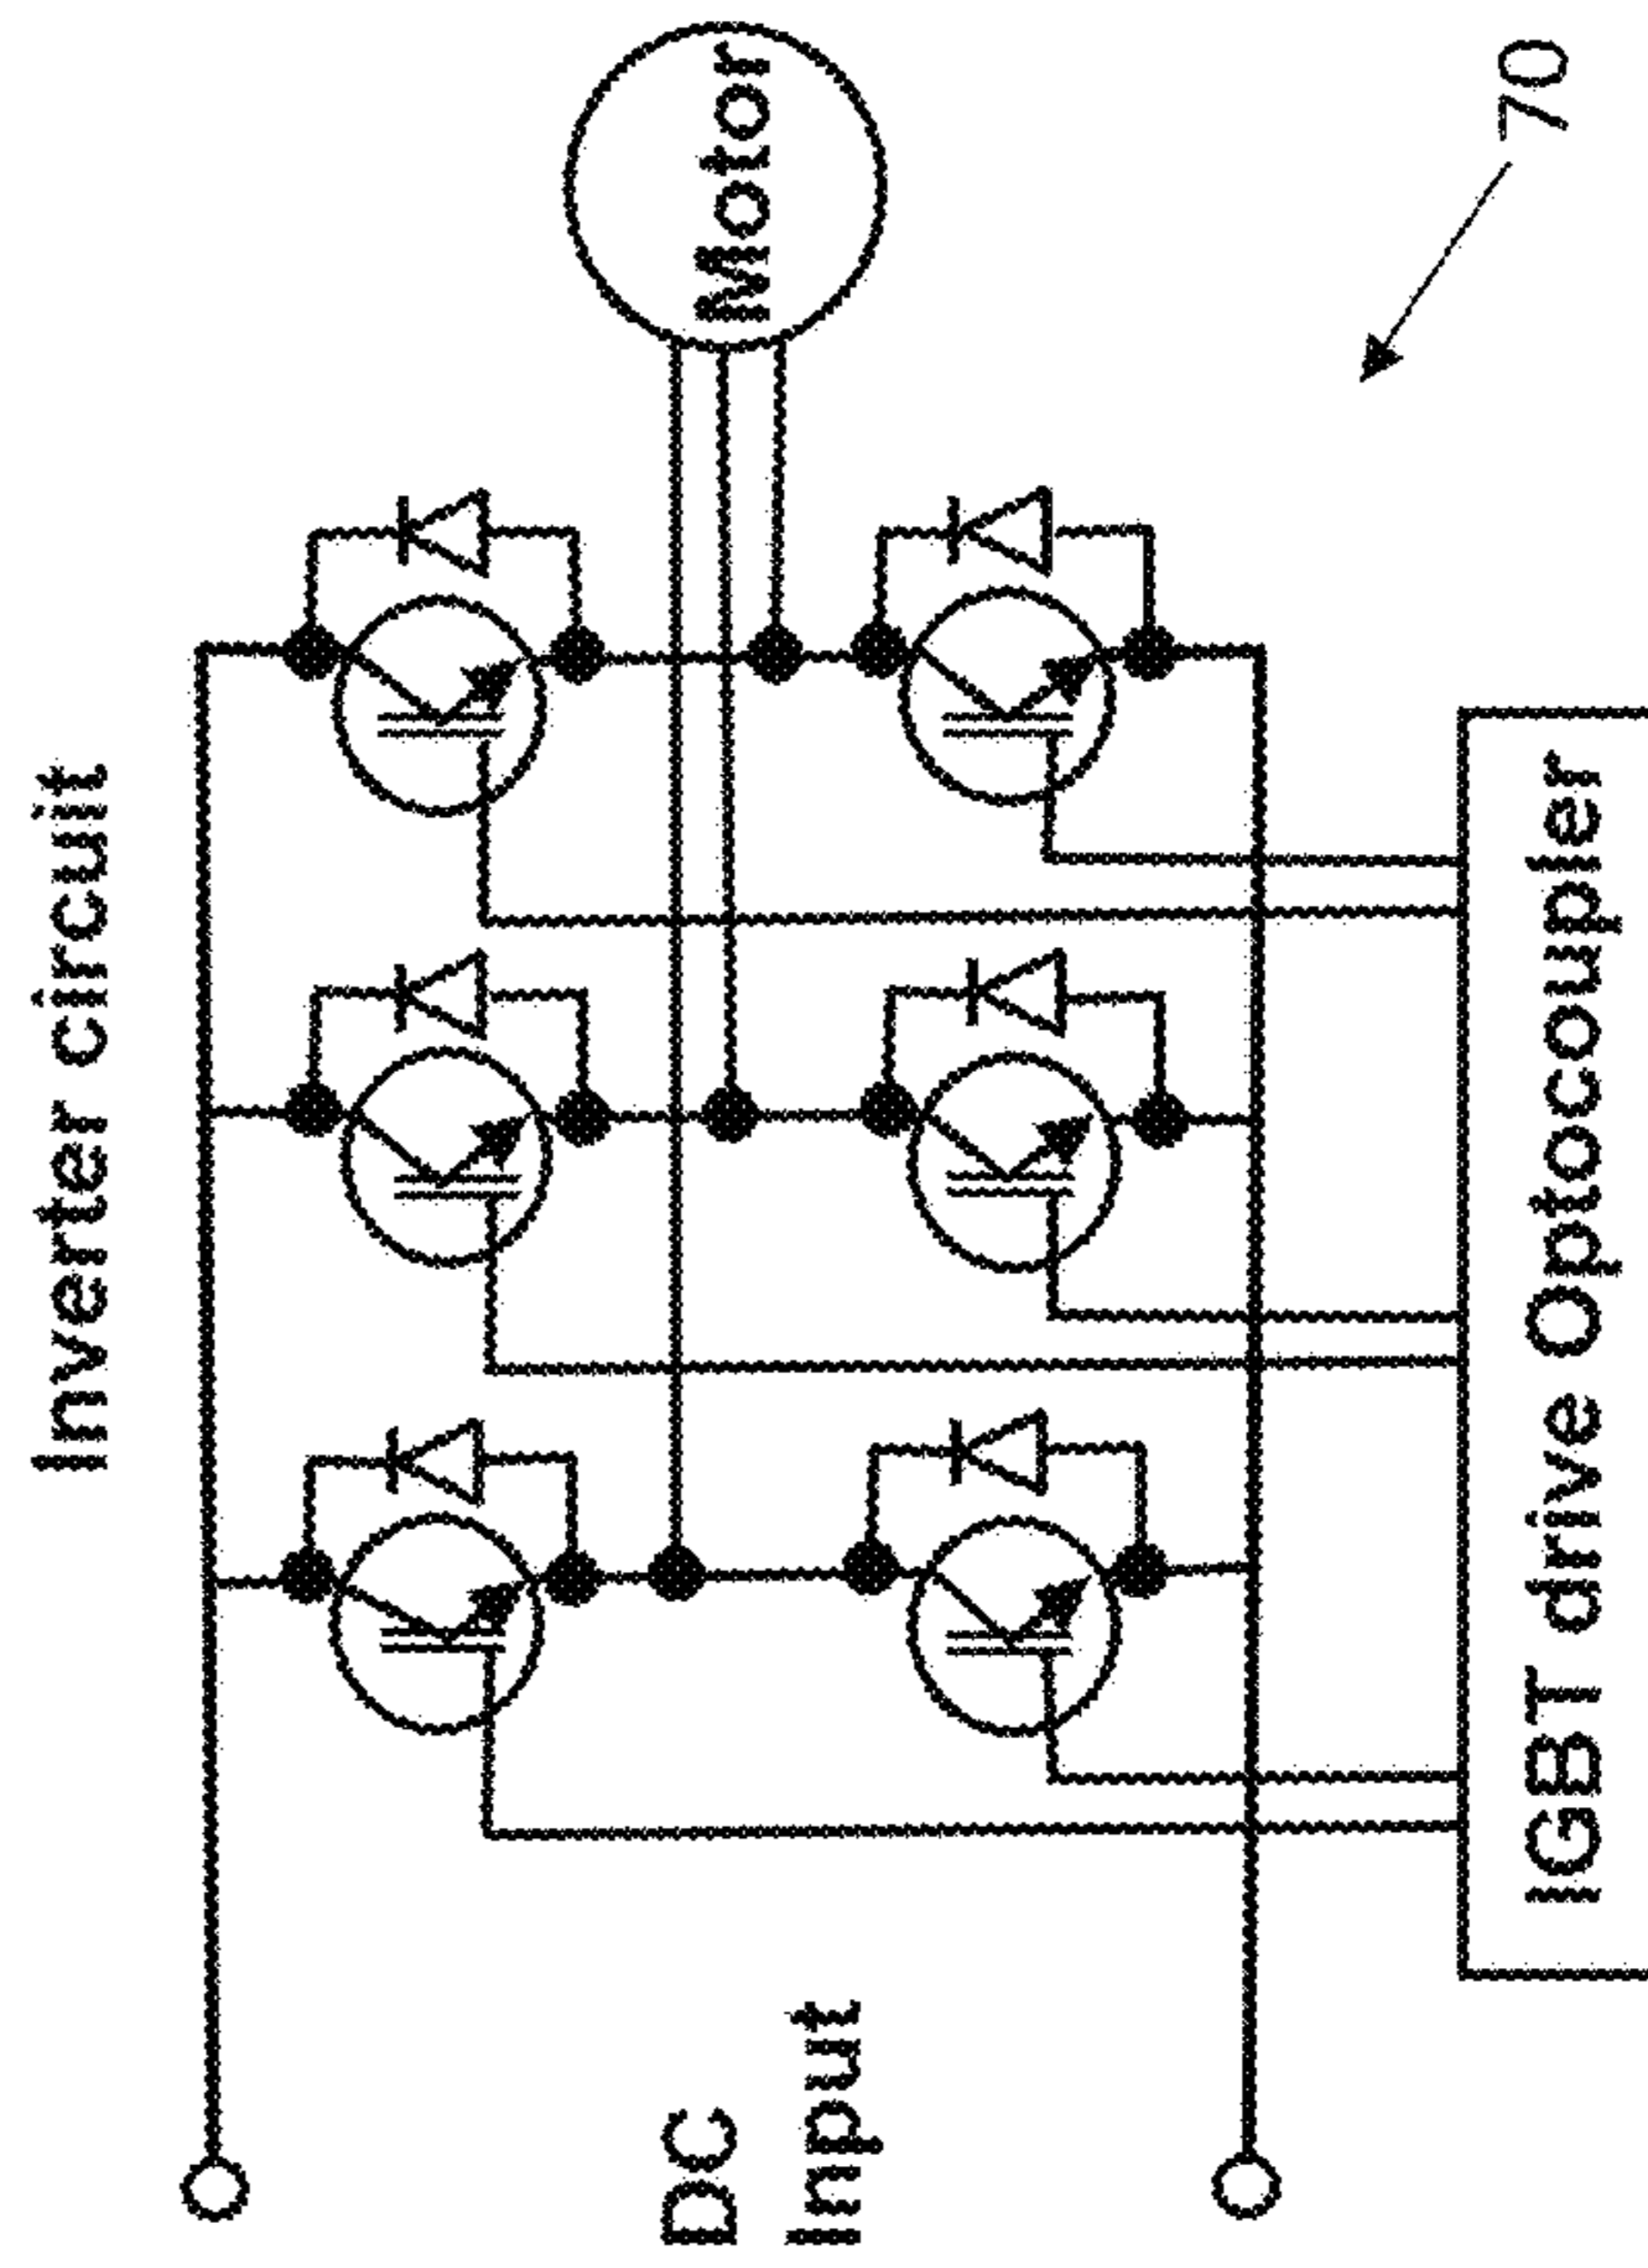 Inverter circuit
DC
Input
Motor
IGBT drive Optocoupler
70